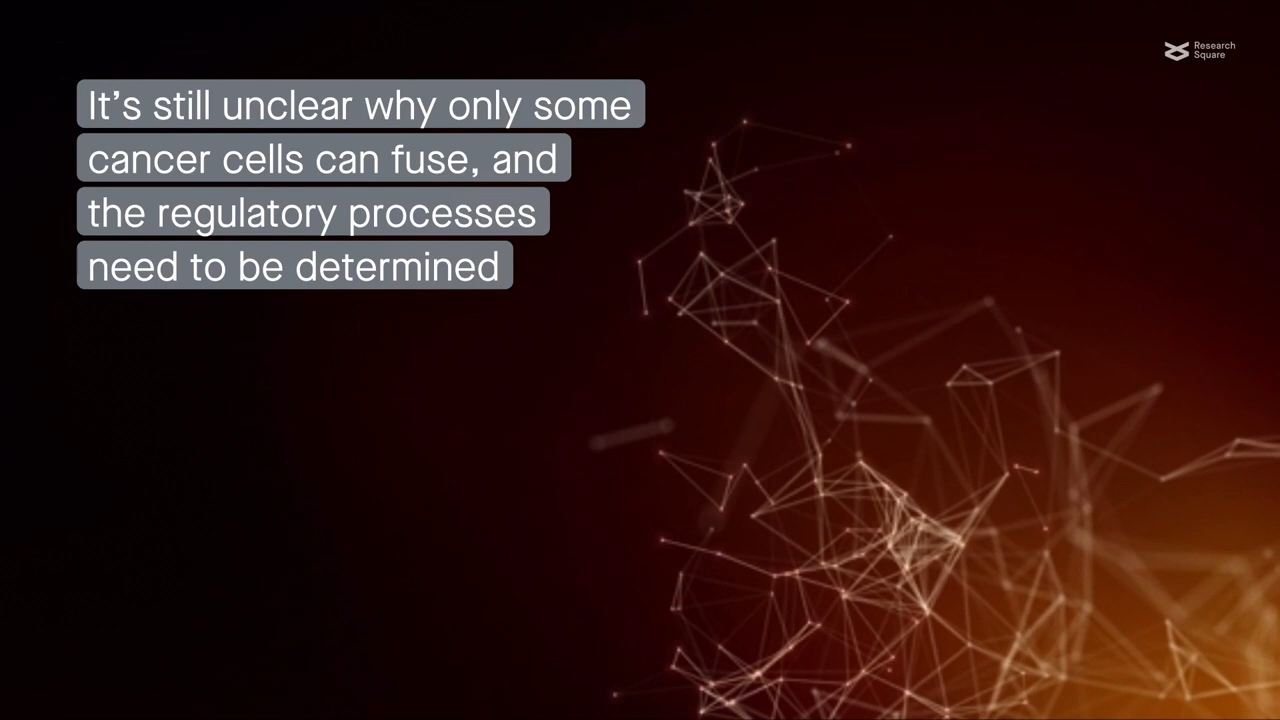 It's still unclear why only some
cancer cells can fuse, and
the regulatory processes
need to be determined
Research
Square